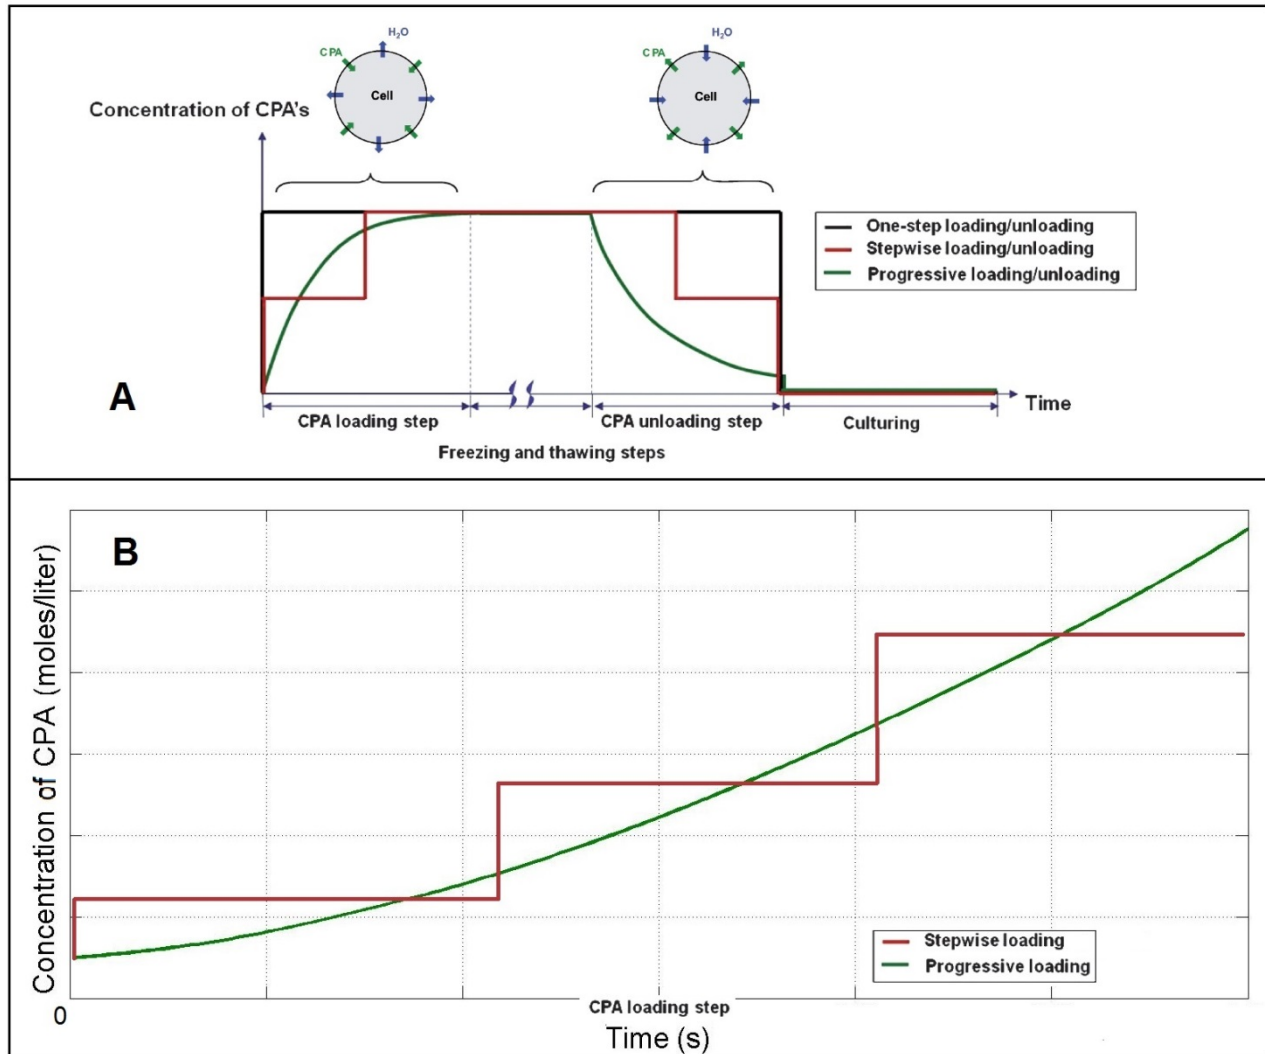 H₂O
CPA
Cell
H₂O
CPA
Cell
Concentration of CPA's
One-step loading/unloading
Stepwise loading/unloading
Progressive loading/unloading
A
Time
CPA loading step
CPA unloading step
Culturing
Freezing and thawing steps
B
Concentration of CPA (moles/liter)
Stepwise loading
Progressive loading
0
CPA loading step
Time (s)